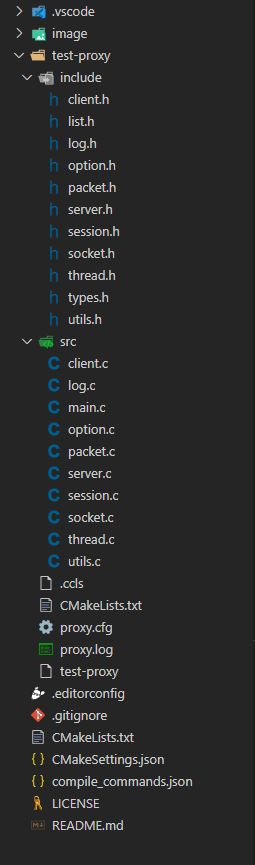 .vscode
image
test-proxy
include
client.h
list.h
log.h
option.h
packet.h
server.h
session.h
socket.h
thread.h
types.h
utils.h
src
client.c
log.c
main.c
option.c
packet.c
server.c
session.c
socket.c
thread.c
utils.c
.ccls
CMakeLists.txt
proxy.cfg
proxy.log
test-proxy
.editorconfig
.gitignore
CMakeLists.txt
CMakeSettings.json
compile_commands.json
LICENSE
README.md